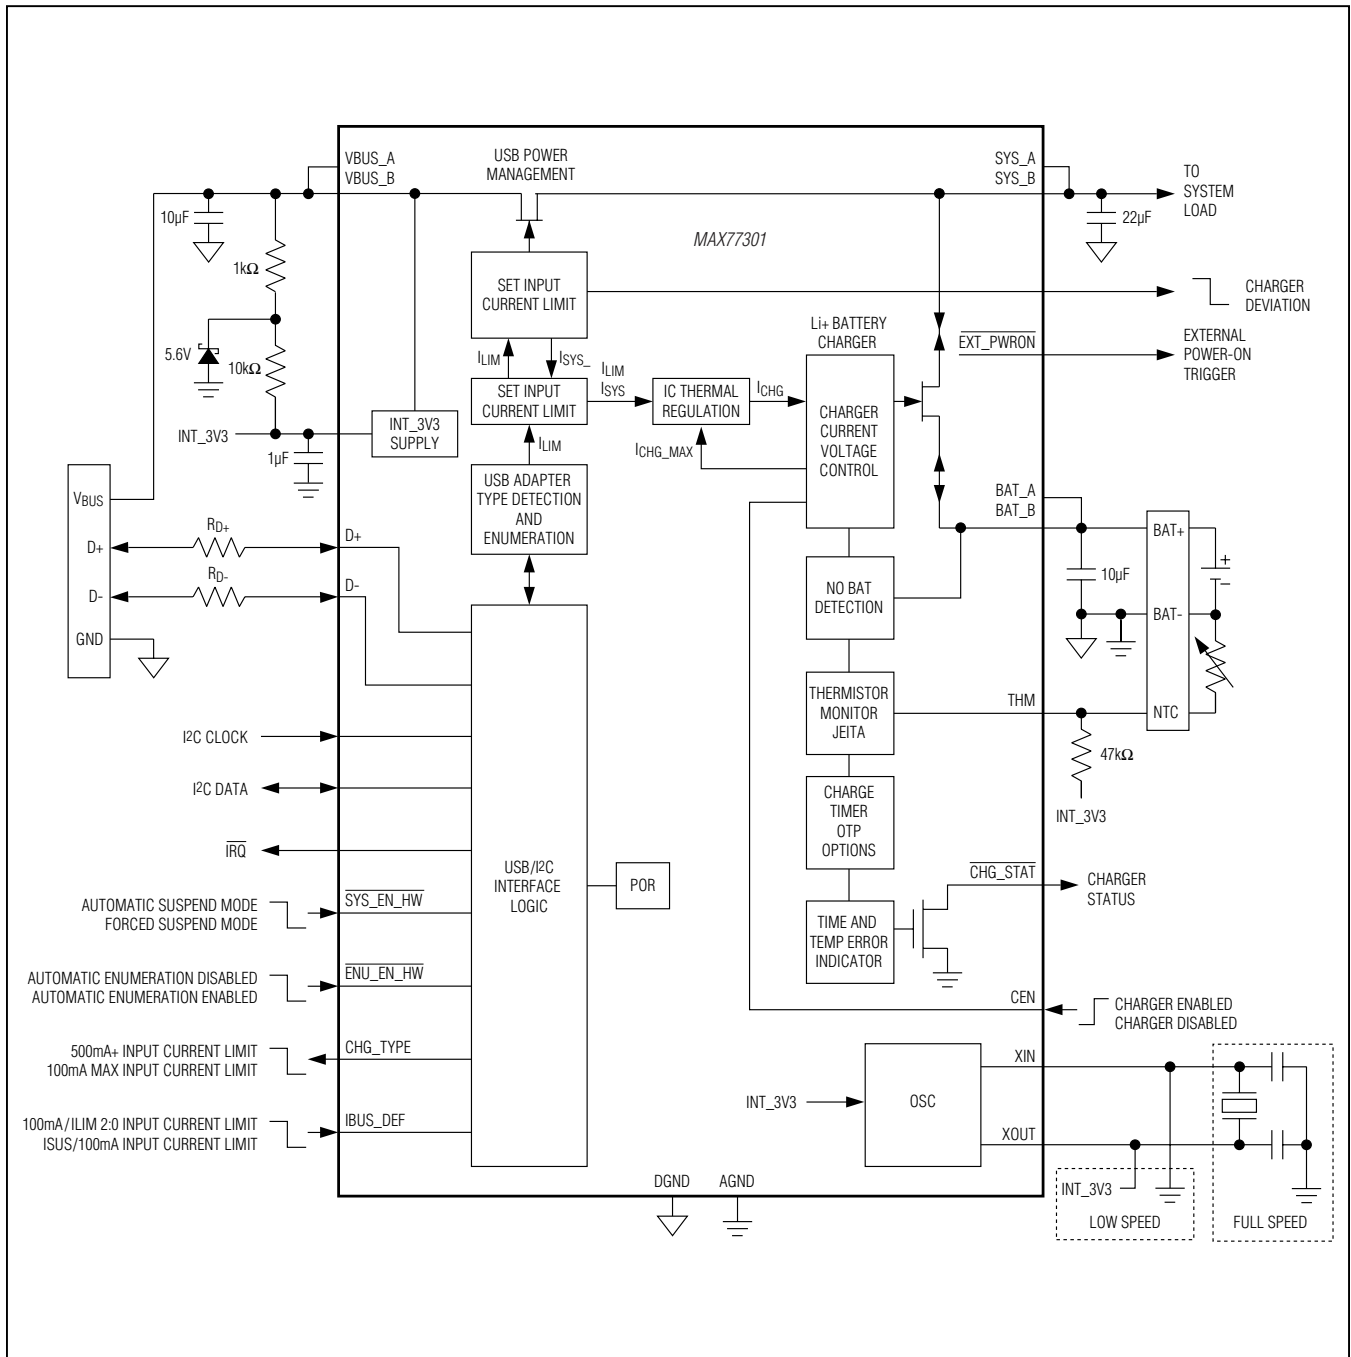 VBUS_A
VBUS_B
USB POWER
MANAGEMENT
SYS_A
SYS_B
TO
SYSTEM
LOAD
10µF
22µF
MAX77301
1kΩ
SET INPUT
CURRENT LIMIT
CHARGER
DEVIATION
Li+ BATTERY
CHARGER
EXT_PWRON
EXTERNAL
POWER-ON
TRIGGER
5.6V
10kΩ
ILIM
ISYS_
ILIM
ISYS
SET INPUT
CURRENT LIMIT
IC THERMAL
REGULATION
ICHG
CHARGER
CURRENT
VOLTAGE
CONTROL
INT_3V3
INT_3V3
SUPPLY
1µF
ILIM
ICHG_MAX
USB ADAPTER
TYPE DETECTION
AND
ENUMERATION
VBUS
D+
D-
GND
RD+
RD-
D+
D-
BAT_A
BAT_B
BAT+
BAT-
NTC
+
−
10µF
NO BAT
DETECTION
THERMISTOR
MONITOR
JEITA
THM
47kΩ
INT_3V3
I2C CLOCK
I2C DATA
IRQ
CHARGE
TIMER
OTP
OPTIONS
USB/I2C
INTERFACE
LOGIC
POR
CHG_STAT
CHARGER
STATUS
AUTOMATIC SUSPEND MODE
FORCED SUSPEND MODE
SYS_EN_HW
TIME AND
TEMP ERROR
INDICATOR
AUTOMATIC ENUMERATION DISABLED
AUTOMATIC ENUMERATION ENABLED
ENU_EN_HW
CEN
CHARGER ENABLED
CHARGER DISABLED
500mA+ INPUT CURRENT LIMIT
100mA MAX INPUT CURRENT LIMIT
CHG_TYPE
XIN
INT_3V3
OSC
100mA/ILIM 2:0 INPUT CURRENT LIMIT
ISUS/100mA INPUT CURRENT LIMIT
IBUS_DEF
XOUT
DGND
AGND
INT_3V3
LOW SPEED
FULL SPEED